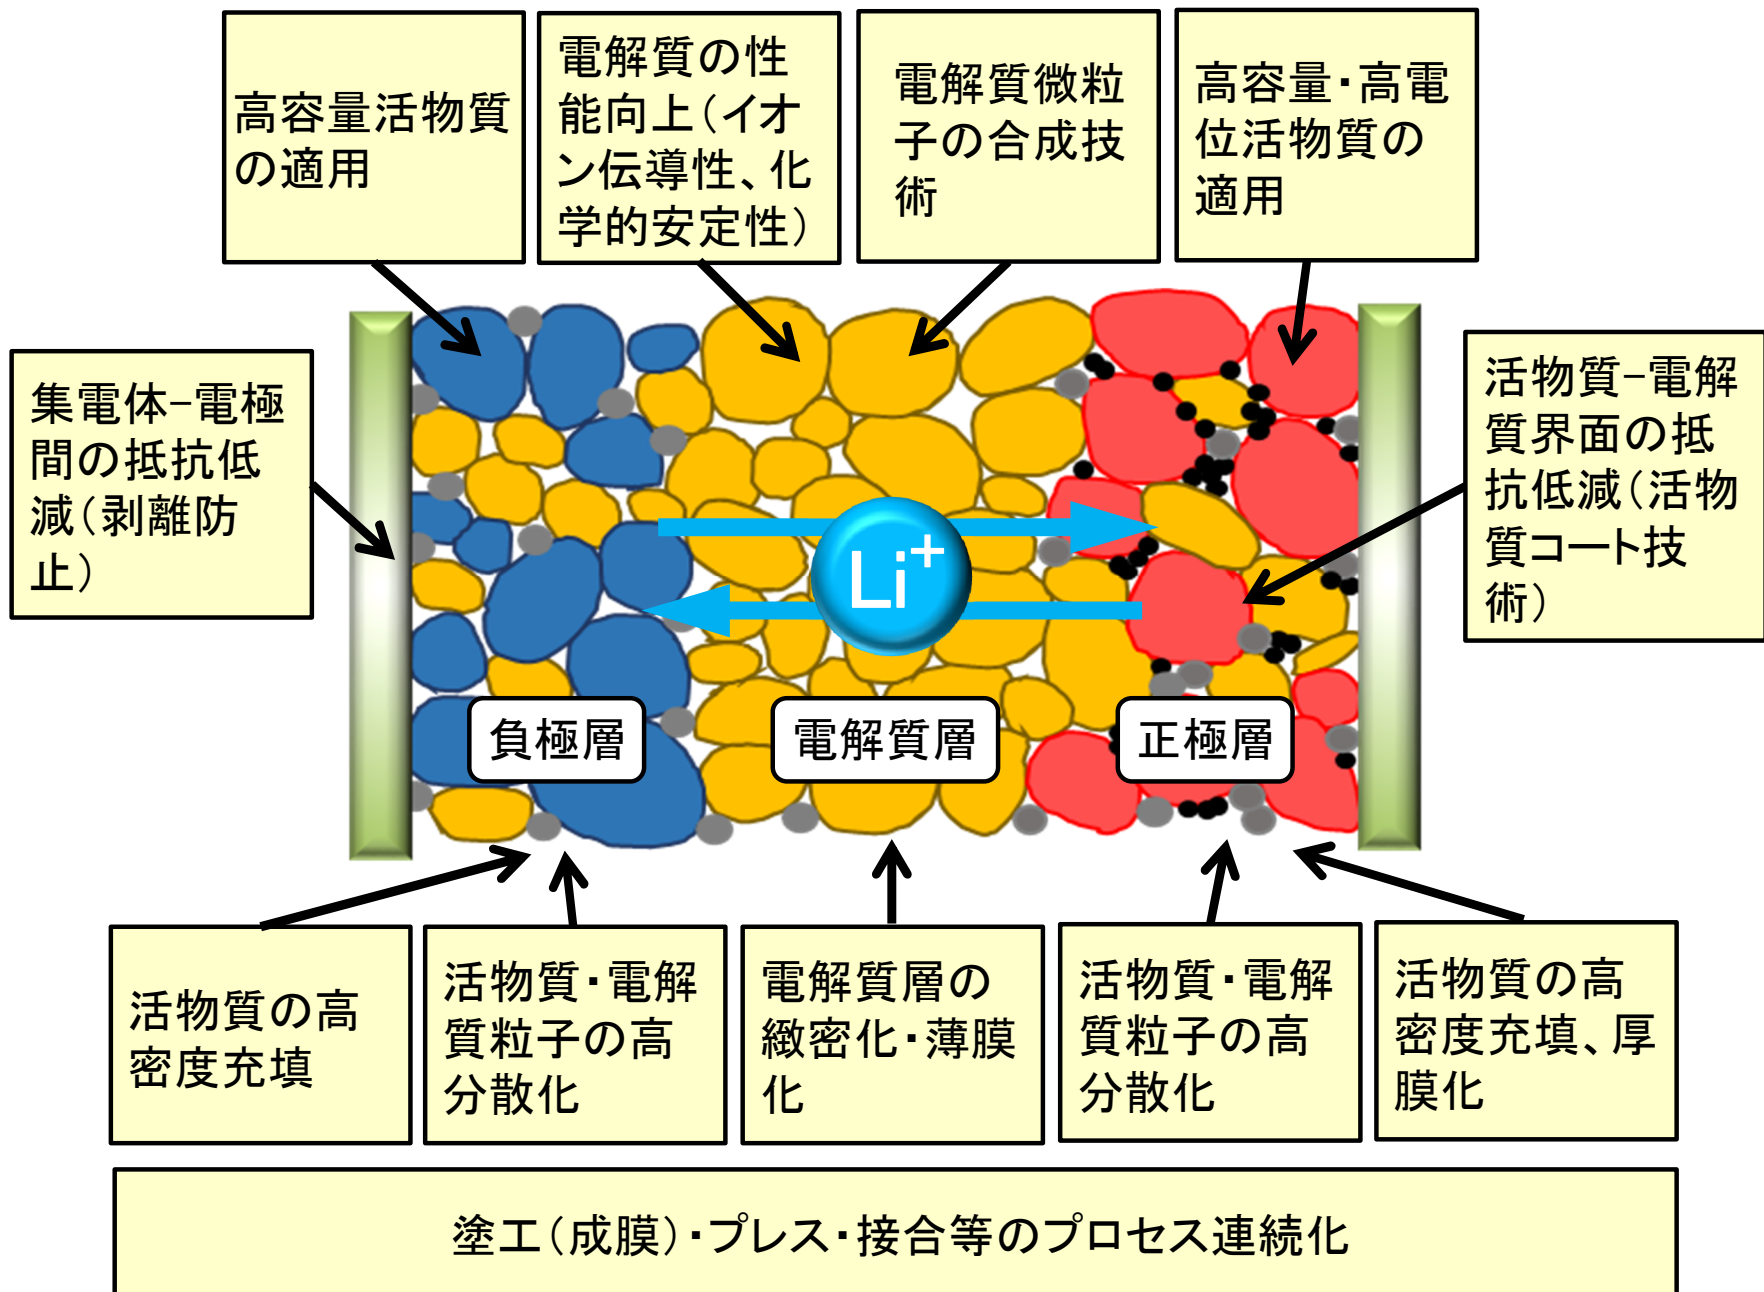 高容量活物質
の適用
電解質の性
能向上(イオ
ン伝導性、化
学的安定性)
電解質微粒
子の合成技
術
高容量・高電
位活物質の
適用
集電体-電極
間の抵抗低
減(剥離防
止)
活物質-電解
質界面の抵
抗低減(活物
質コート技
術)
Li+
負極層
電解質層
正極層
活物質の高
密度充填
活物質・電解
質粒子の高
分散化
電解質層の
緻密化・薄膜
化
活物質・電解
質粒子の高
分散化
活物質の高
密度充填、厚
膜化
塗工(成膜)・プレス・接合等のプロセス連続化